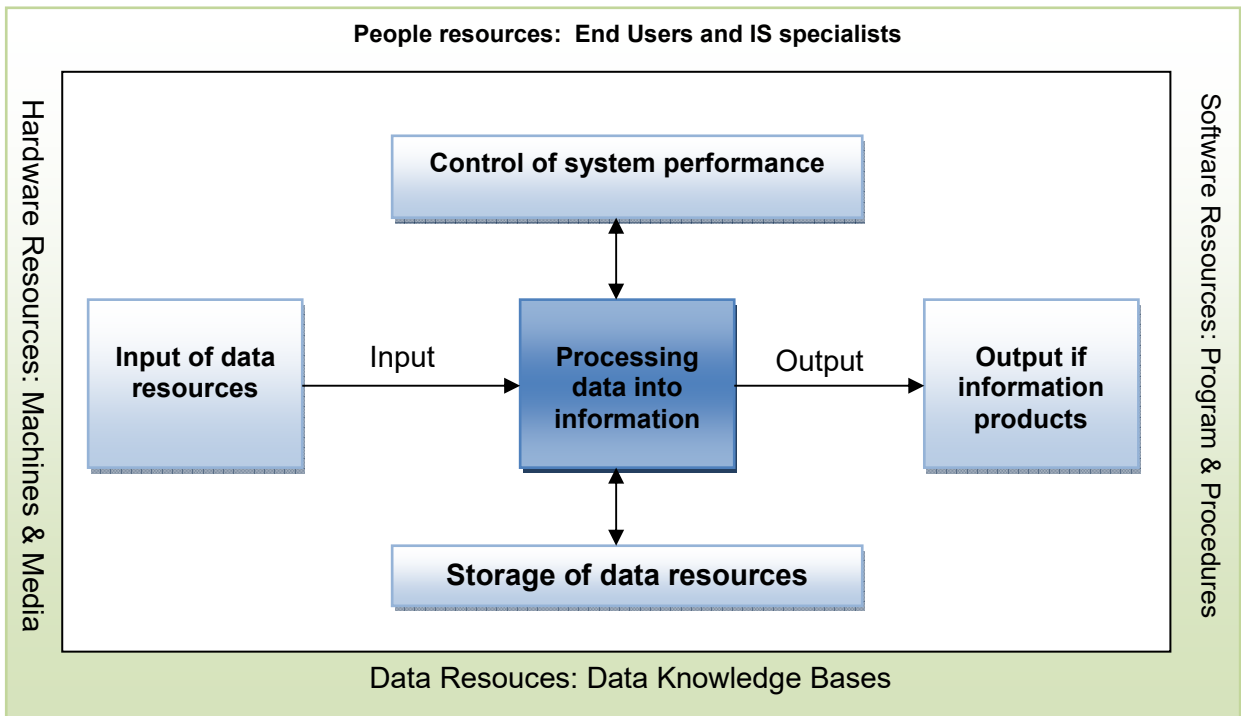 People resources:  End Users and IS specialists
Hardware Resources: Machines & Media
Control of system performance
Input of data
resources
Input
Processing
data into
information
Output
Output if
information
products
Storage of data resources
Software Resources: Program & Procedures
Data Resouces: Data Knowledge Bases